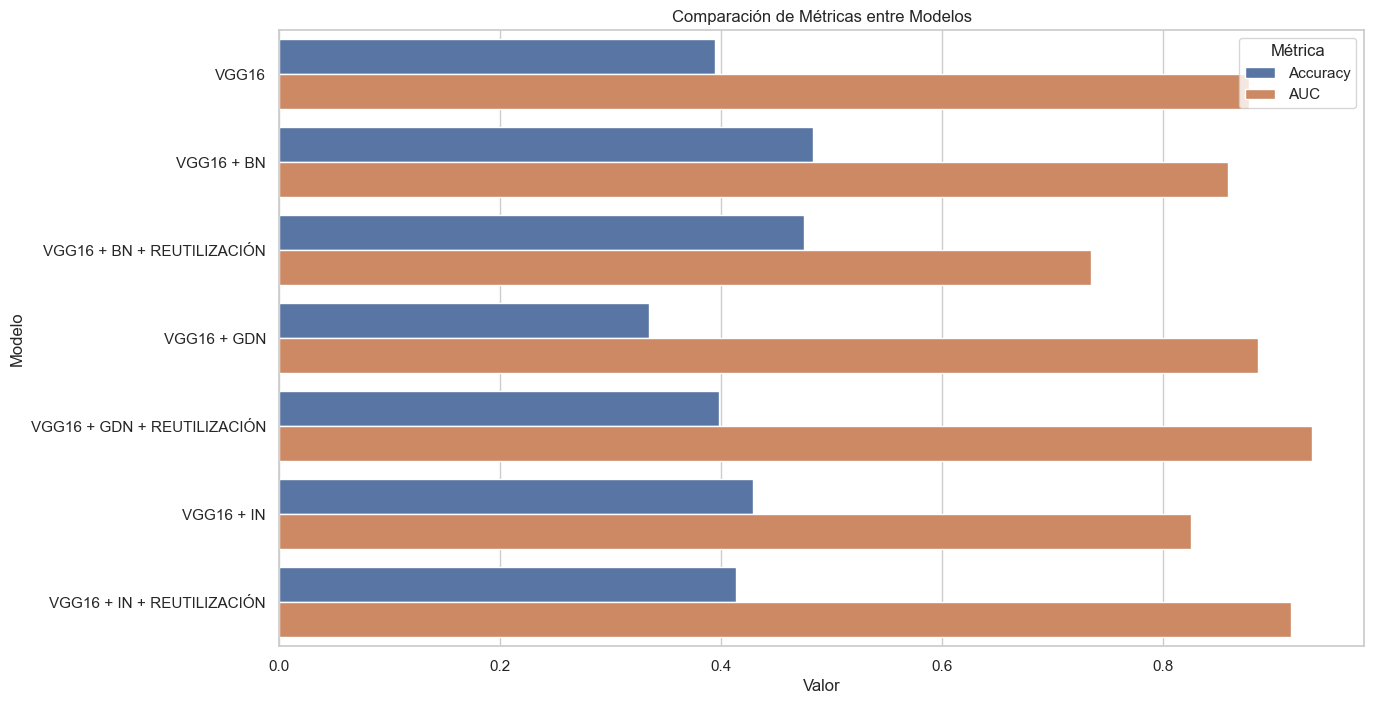 Comparación de Métricas entre Modelos
Métrica
Accuracy
AUC
Modelo
VGG16
VGG16 + BN
VGG16 + BN + REUTILIZACIÓN
VGG16 + GDN
VGG16 + GDN + REUTILIZACIÓN
VGG16 + IN
VGG16 + IN + REUTILIZACIÓN
0.0
0.2
0.4
0.6
0.8
Valor